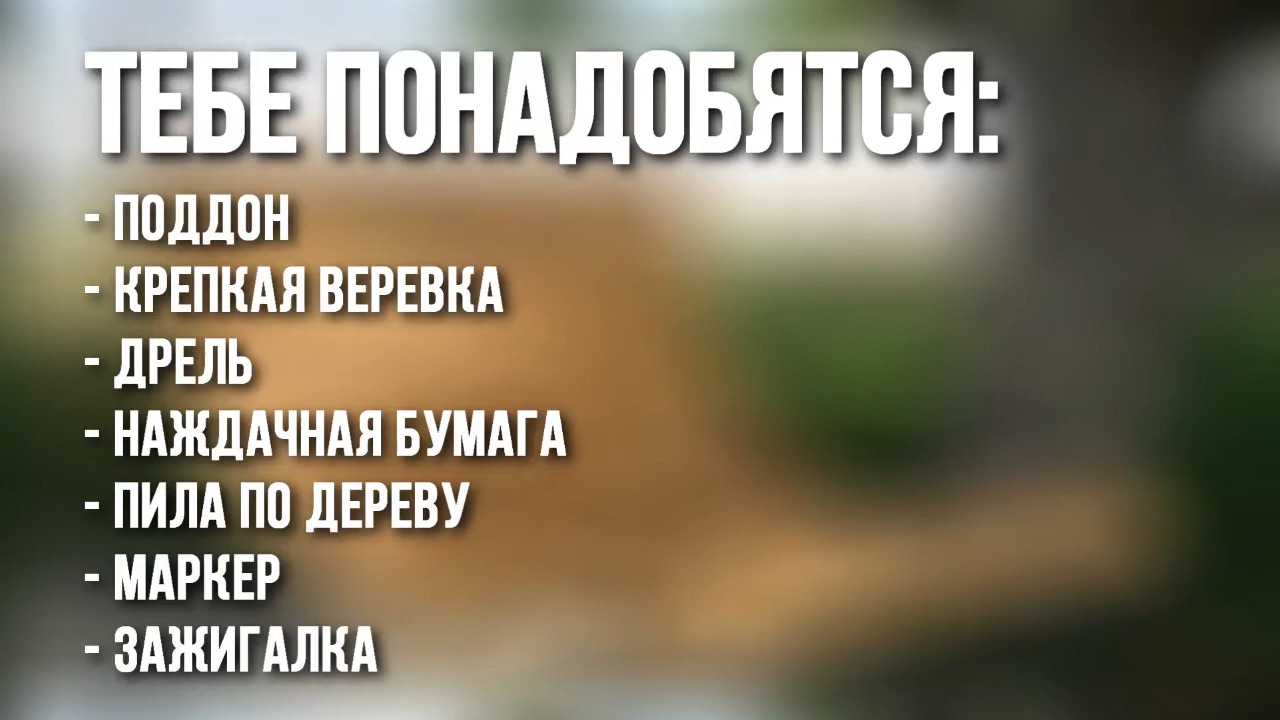 ТЕБЕ ПОНАДОБЯТСЯ:
- ПОДДОН
- КРЕПКАЯ ВЕРЕВКА
- ДРЕЛЬ
- НАЖДАЧНАЯ БУМАГА
- ПИЛА ПО ДЕРЕВУ
- МАРКЕР
- ЗАЖИГАЛКА